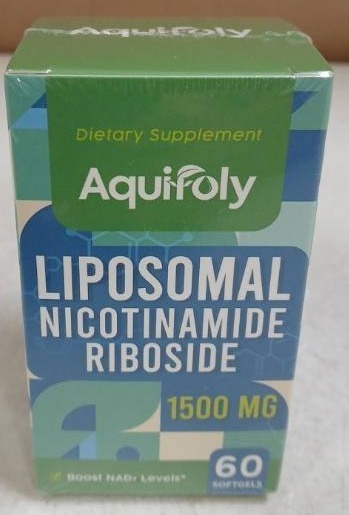 Aquifoly
Dietary Supplement
Aquifoly
LIPOSOMAL
NICOTINAMIDE
RIBOSIDE
1500 MG
Boost NAD+ Levels*
60
SOFTGELS